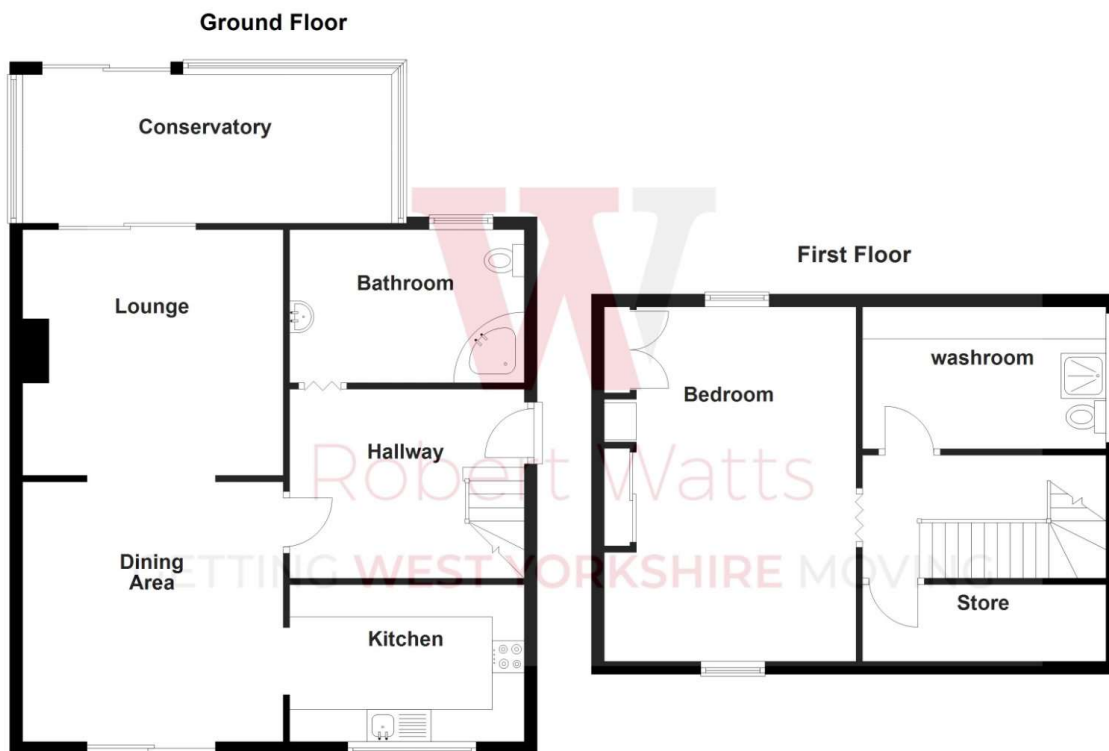 Ground Floor
Conservatory
Lounge
Bathroom
Hallway
Dining
Area
Kitchen
First Floor
Bedroom
washroom
Store
W
Robert Watts
GETTING WEST YORKSHIRE MOVING